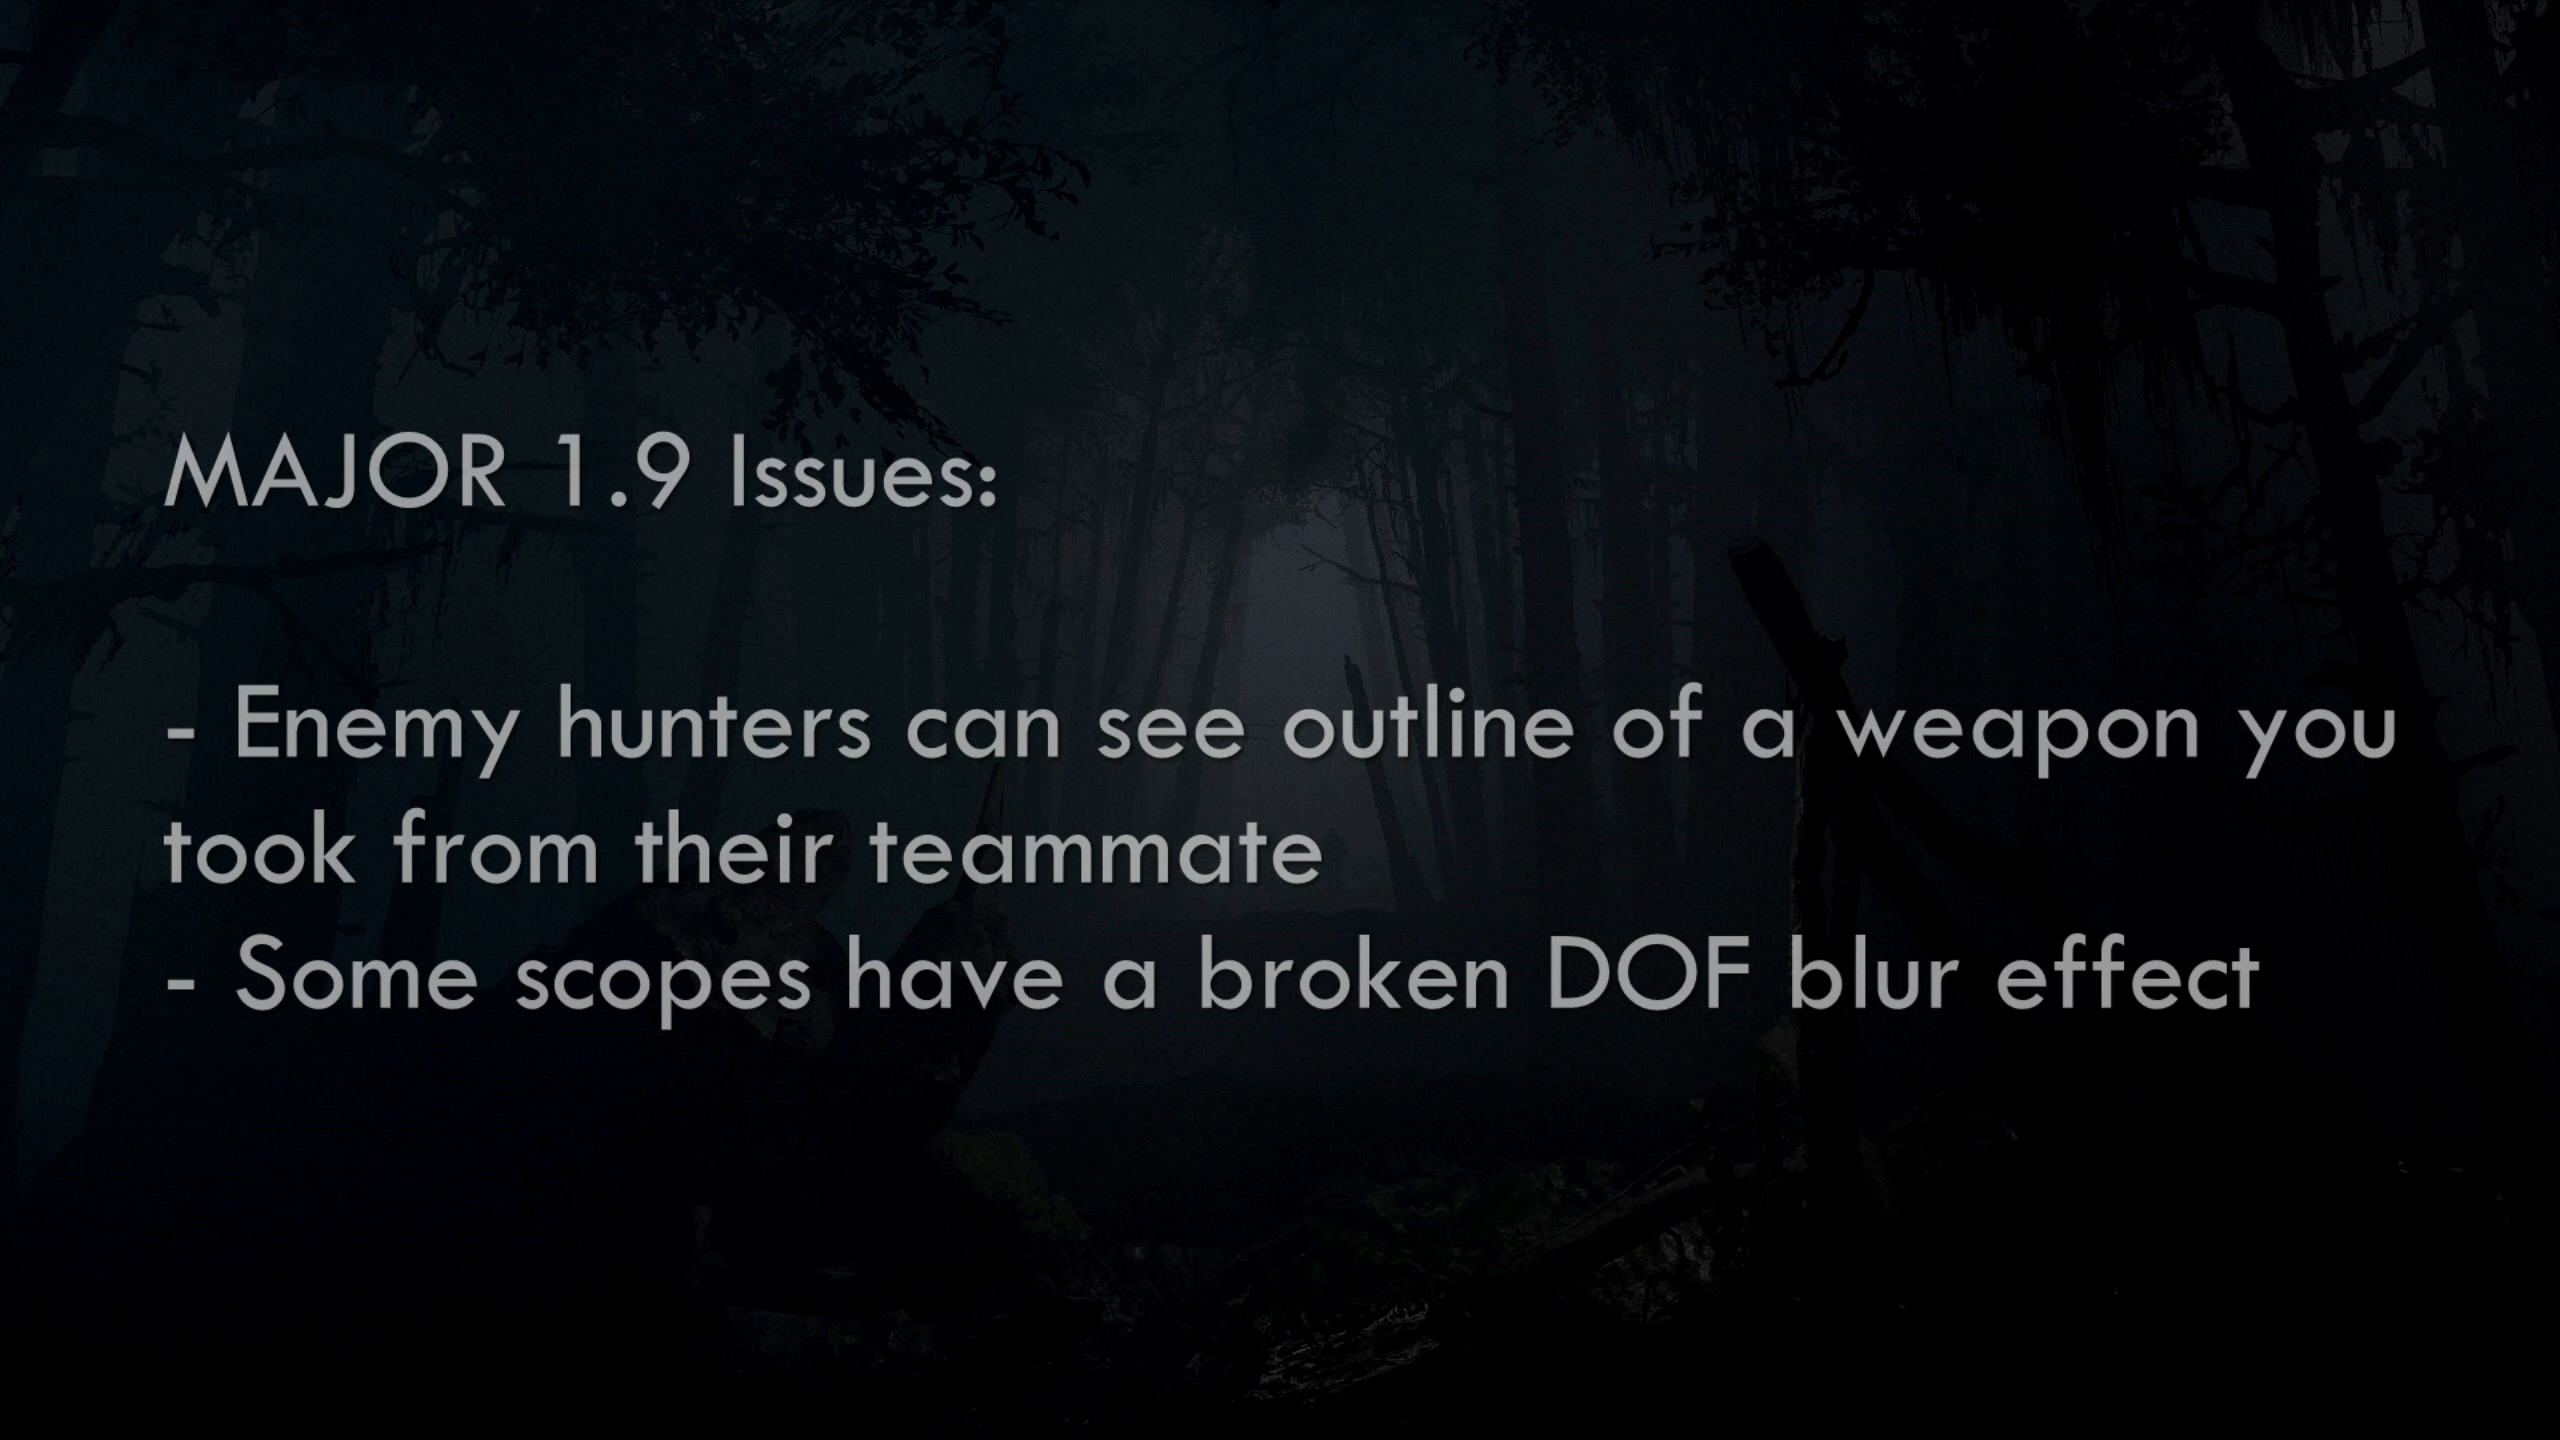 MAJOR 1.9 Issues:
- Enemy hunters can see outline of a weapon you
took from their teammate
- Some scopes have a broken DOF blur effect